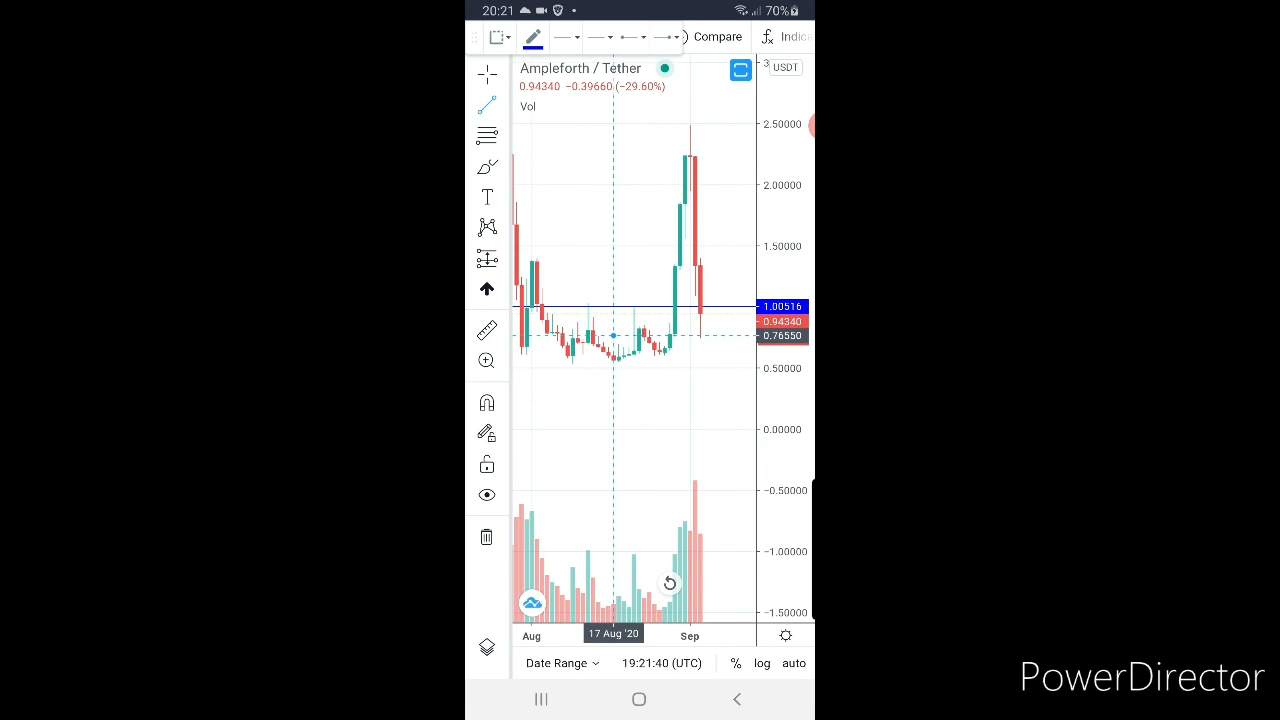 20:21
70%
Compare
Indic
Ampleforth / Tether
USDT
0.94340 −0.39660 (−29.60%)
Vol
3
2.50000
2.00000
1.50000
1.00516
0.94340
0.76550
0.50000
0.00000
−0.50000
−1.00000
−1.50000
Aug
17 Aug '20
Sep
Date Range
19:21:40 (UTC)
%
log
auto
PowerDirector